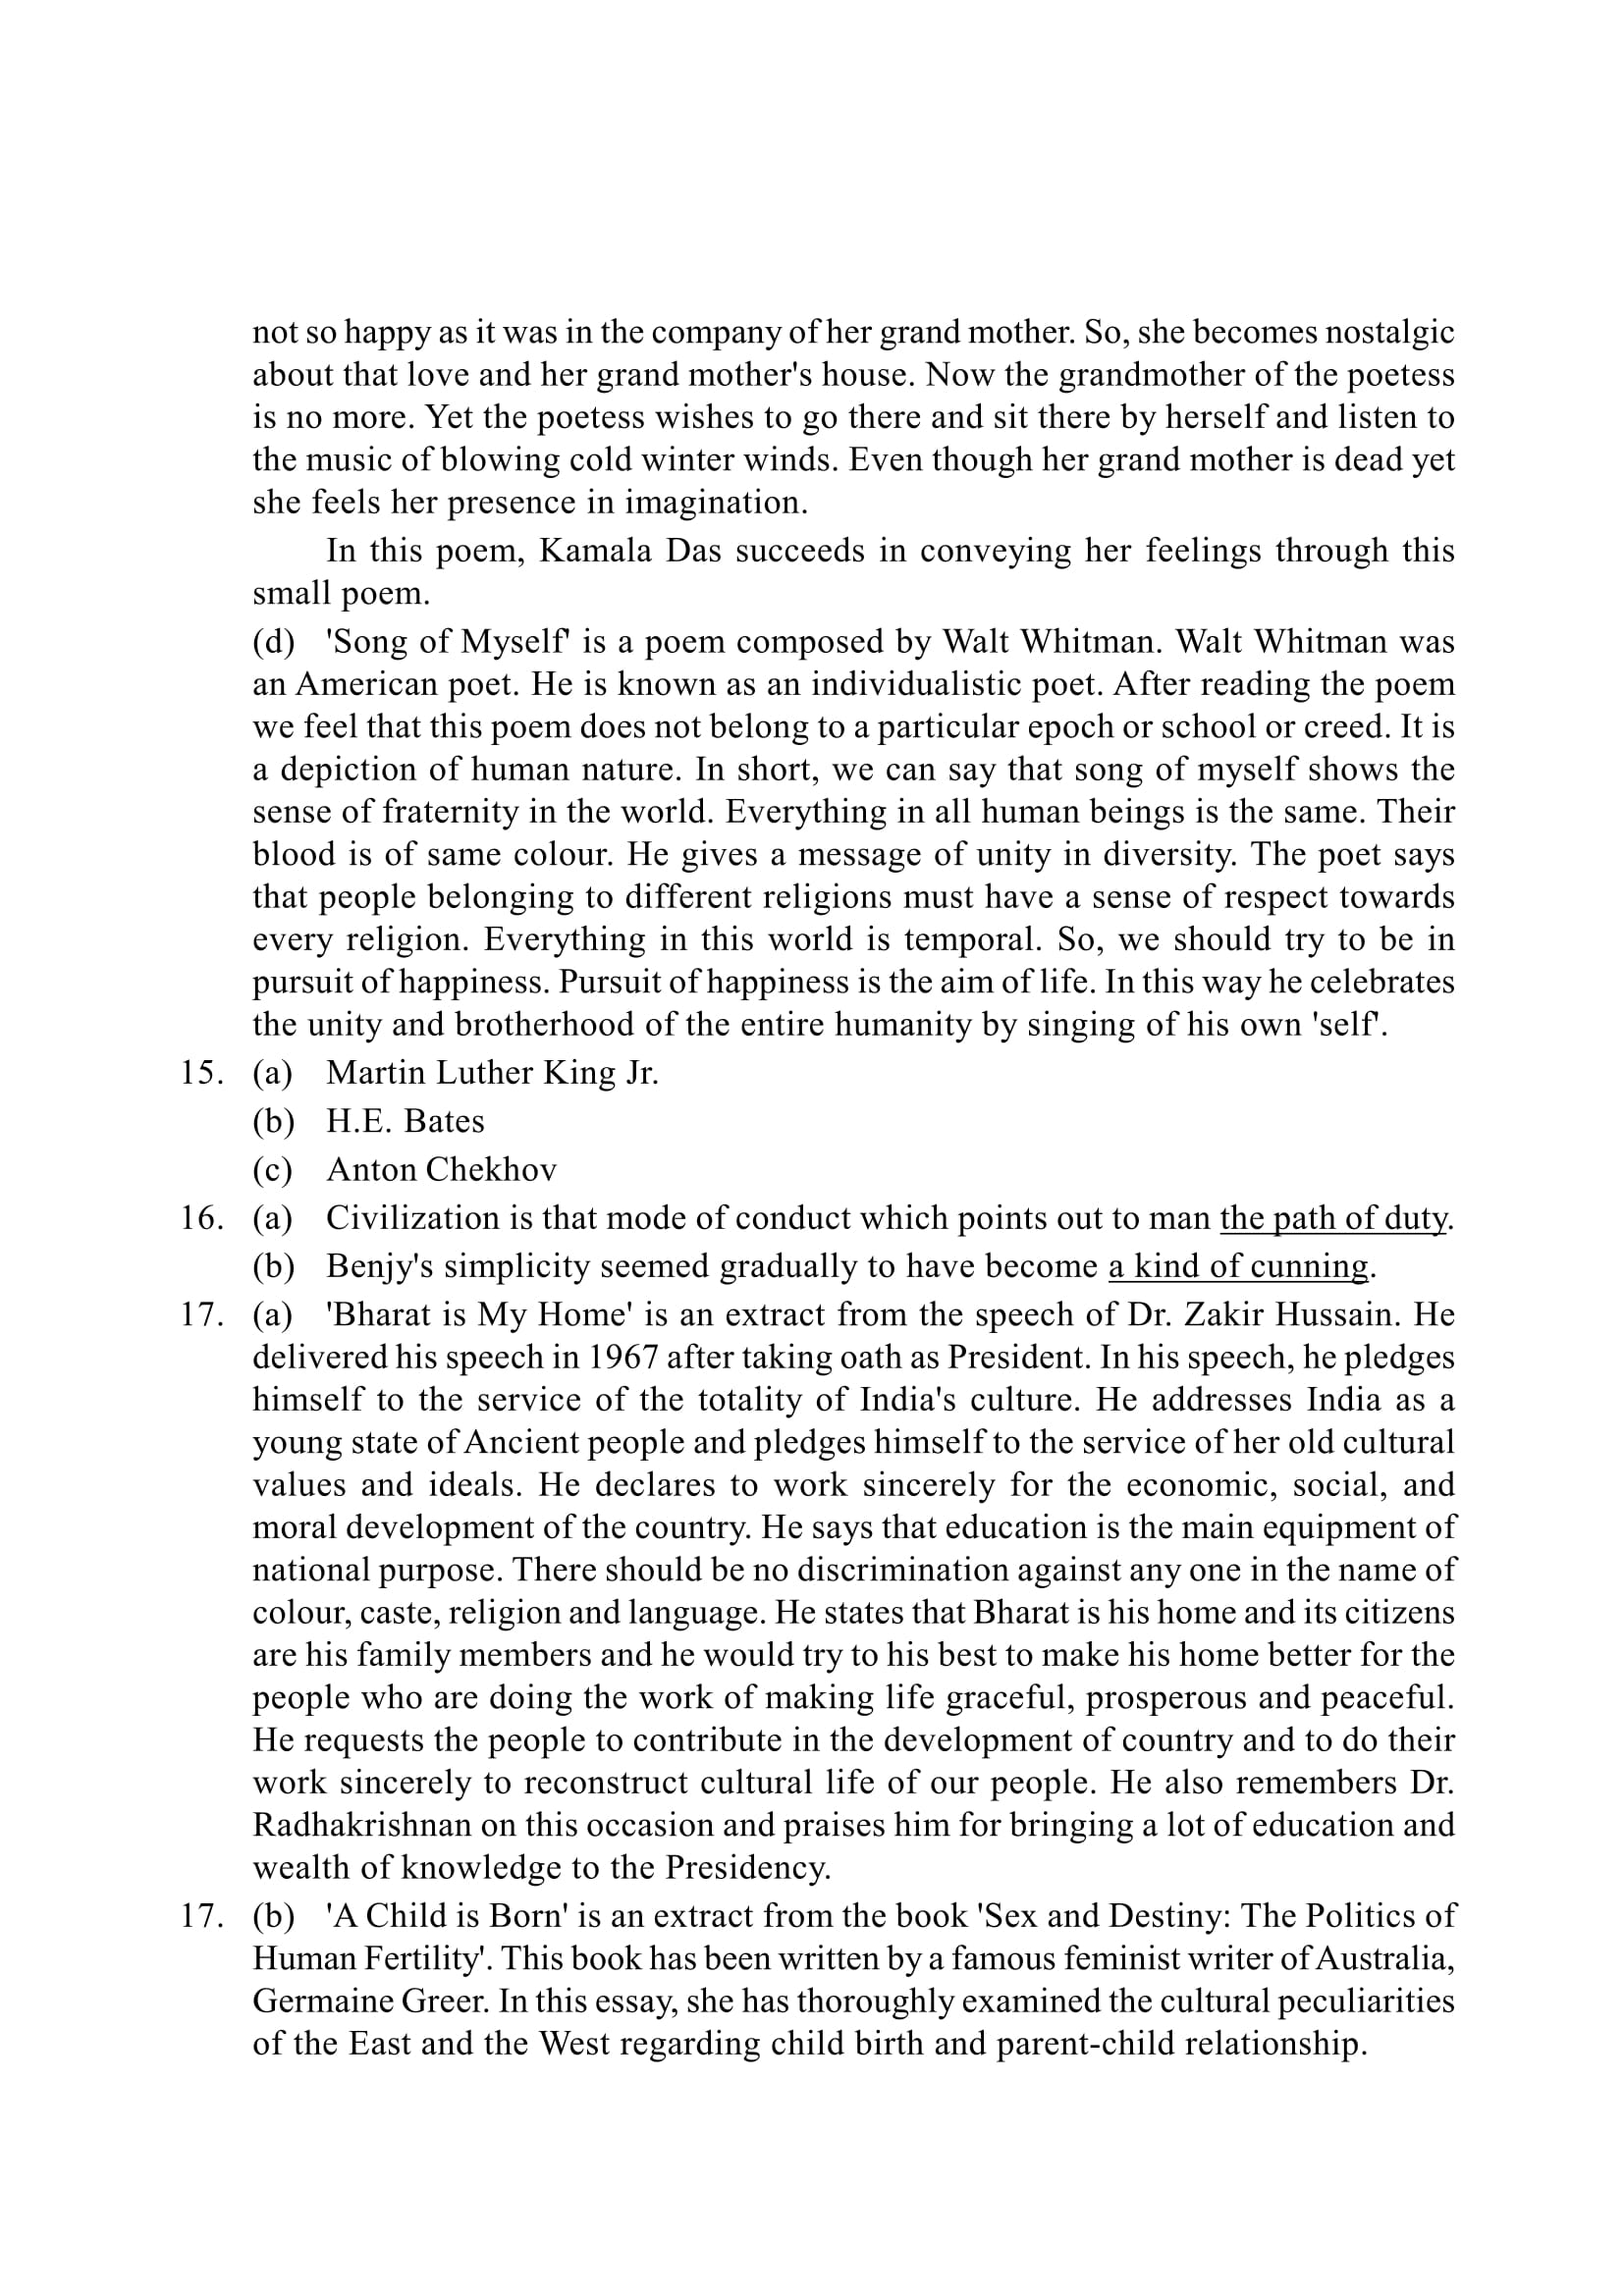 not so happy as it was in the company of her grand mother. So, she becomes nostalgic
about that love and her grand mother's house. Now the grandmother of the poetess
is no more. Yet the poetess wishes to go there and sit there by herself and listen to
the music of blowing cold winter winds. Even though her grand mother is dead yet
she feels her presence in imagination.
In this poem, Kamala Das succeeds in conveying her feelings through this
small poem.
(d) 'Song of Myself' is a poem composed by Walt Whitman. Walt Whitman was
an American poet. He is known as an individualistic poet. After reading the poem
we feel that this poem does not belong to a particular epoch or school or creed. It is
a depiction of human nature. In short, we can say that song of myself shows the
sense of fraternity in the world. Everything in all human beings is the same. Their
blood is of same colour. He gives a message of unity in diversity. The poet says
that people belonging to different religions must have a sense of respect towards
every religion. Everything in this world is temporal. So, we should try to be in
pursuit of happiness. Pursuit of happiness is the aim of life. In this way he celebrates
the unity and brotherhood of the entire humanity by singing of his own 'self'.
15. (a) Martin Luther King Jr.
(b) H.E. Bates
(c) Anton Chekhov
16. (a) Civilization is that mode of conduct which points out to man the path of duty.
(b) Benjy's simplicity seemed gradually to have become a kind of cunning.
17. (a) 'Bharat is My Home' is an extract from the speech of Dr. Zakir Hussain. He
delivered his speech in 1967 after taking oath as President. In his speech, he pledges
himself to the service of the totality of India's culture. He addresses India as a
young state of Ancient people and pledges himself to the service of her old cultural
values and ideals. He declares to work sincerely for the economic, social, and
moral development of the country. He says that education is the main equipment of
national purpose. There should be no discrimination against any one in the name of
colour, caste, religion and language. He states that Bharat is his home and its citizens
are his family members and he would try to his best to make his home better for the
people who are doing the work of making life graceful, prosperous and peaceful.
He requests the people to contribute in the development of country and to do their
work sincerely to reconstruct cultural life of our people. He also remembers Dr.
Radhakrishnan on this occasion and praises him for bringing a lot of education and
wealth of knowledge to the Presidency.
17. (b) 'A Child is Born' is an extract from the book 'Sex and Destiny: The Politics of
Human Fertility'. This book has been written by a famous feminist writer of Australia,
Germaine Greer. In this essay, she has thoroughly examined the cultural peculiarities
of the East and the West regarding child birth and parent-child relationship.